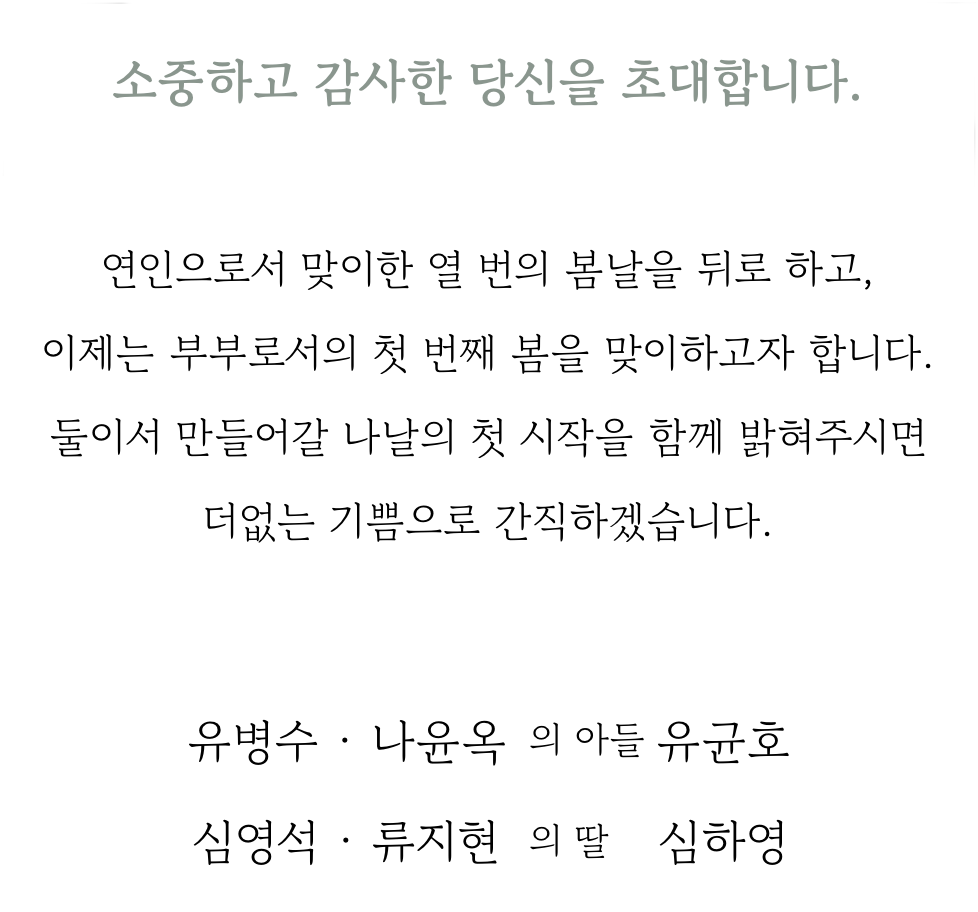 소중하고 감사한 당신을 초대합니다.
연인으로서 맞이한 열 번의 봄날을 뒤로 하고,
이제는 부부로서의 첫 번째 봄을 맞이하고자 합니다.
둘이서 만들어갈 나날의 첫 시작을 함께 밝혀주시면
더없는 기쁨으로 간직하겠습니다.
유병수 · 나윤옥 의 아들 유균호
심영석 · 류지현 의 딸 심하영